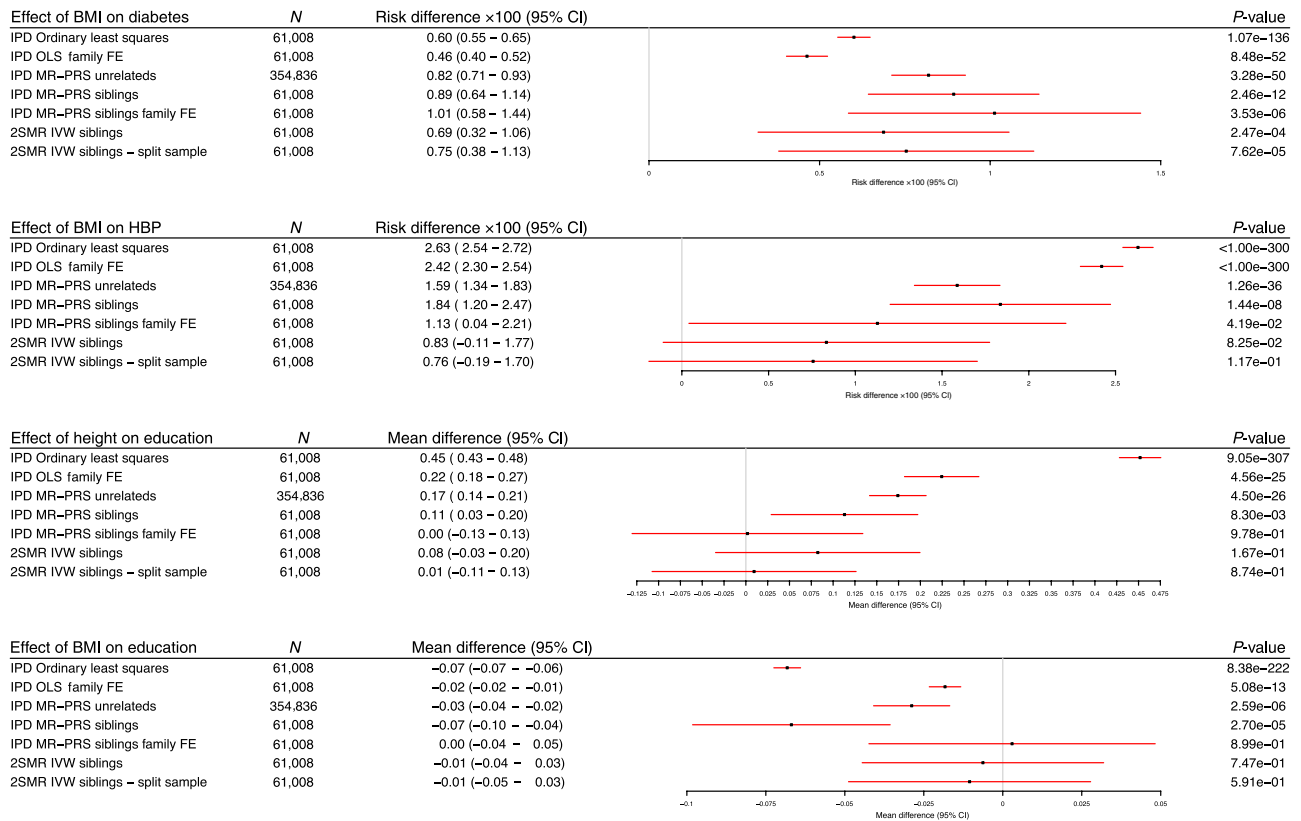 Effect of BMI on diabetes N Risk difference ×100 (95% CI) P-value
IPD Ordinary least squares 61,008 0.60 (0.55 − 0.65) 1.07e−136
IPD OLS family FE 61,008 0.46 (0.40 − 0.52) 8.48e−52
IPD MR−PRS unrelateds 354,836 0.82 (0.71 − 0.93) 3.28e−50
IPD MR−PRS siblings 61,008 0.89 (0.64 − 1.14) 2.46e−12
IPD MR−PRS siblings family FE 61,008 1.01 (0.58 − 1.44) 3.53e−06
2SMR IVW siblings 61,008 0.69 (0.32 − 1.06) 2.47e−04
2SMR IVW siblings − split sample 61,008 0.75 (0.38 − 1.13) 7.62e−05
0 0.5 1 1.5
Risk difference ×100 (95% CI)
Effect of BMI on HBP N Risk difference ×100 (95% CI) P-value
IPD Ordinary least squares 61,008 2.63 ( 2.54 − 2.72) <1.00e−300
IPD OLS family FE 61,008 2.42 ( 2.30 − 2.54) <1.00e−300
IPD MR−PRS unrelateds 354,836 1.59 ( 1.34 − 1.83) 1.26e−36
IPD MR−PRS siblings 61,008 1.84 ( 1.20 − 2.47) 1.44e−08
IPD MR−PRS siblings family FE 61,008 1.13 ( 0.04 − 2.21) 4.19e−02
2SMR IVW siblings 61,008 0.83 (−0.11 − 1.77) 8.25e−02
2SMR IVW siblings − split sample 61,008 0.76 (−0.19 − 1.70) 1.17e−01
0 0.5 1 1.5 2 2.5
Risk difference ×100 (95% CI)
Effect of height on education N Mean difference (95% CI) P-value
IPD Ordinary least squares 61,008 0.45 ( 0.43 − 0.48) 9.05e−307
IPD OLS family FE 61,008 0.22 ( 0.18 − 0.27) 4.56e−25
IPD MR−PRS unrelateds 354,836 0.17 ( 0.14 − 0.21) 4.50e−26
IPD MR−PRS siblings 61,008 0.11 ( 0.03 − 0.20) 8.30e−03
IPD MR−PRS siblings family FE 61,008 0.00 (−0.13 − 0.13) 9.78e−01
2SMR IVW siblings 61,008 0.08 (−0.03 − 0.20) 1.67e−01
2SMR IVW siblings − split sample 61,008 0.01 (−0.11 − 0.13) 8.74e−01
−0.125 −0.1 −0.075 −0.05 −0.025 0 0.025 0.05 0.075 0.1 0.125 0.15 0.175 0.2 0.225 0.25 0.275 0.3 0.325 0.35 0.375 0.4 0.425 0.45 0.475
Mean difference (95% CI)
Effect of BMI on education N Mean difference (95% CI) P-value
IPD Ordinary least squares 61,008 −0.07 (−0.07 − −0.06) 8.38e−222
IPD OLS family FE 61,008 −0.02 (−0.02 − −0.01) 5.08e−13
IPD MR−PRS unrelateds 354,836 −0.03 (−0.04 − −0.02) 2.59e−06
IPD MR−PRS siblings 61,008 −0.07 (−0.10 − −0.04) 2.70e−05
IPD MR−PRS siblings family FE 61,008 0.00 (−0.04 − 0.05) 8.99e−01
2SMR IVW siblings 61,008 −0.01 (−0.04 − 0.03) 7.47e−01
2SMR IVW siblings − split sample 61,008 −0.01 (−0.05 − 0.03) 5.91e−01
−0.1 −0.075 −0.05 −0.025 0 0.025 0.05
Mean difference (95% CI)